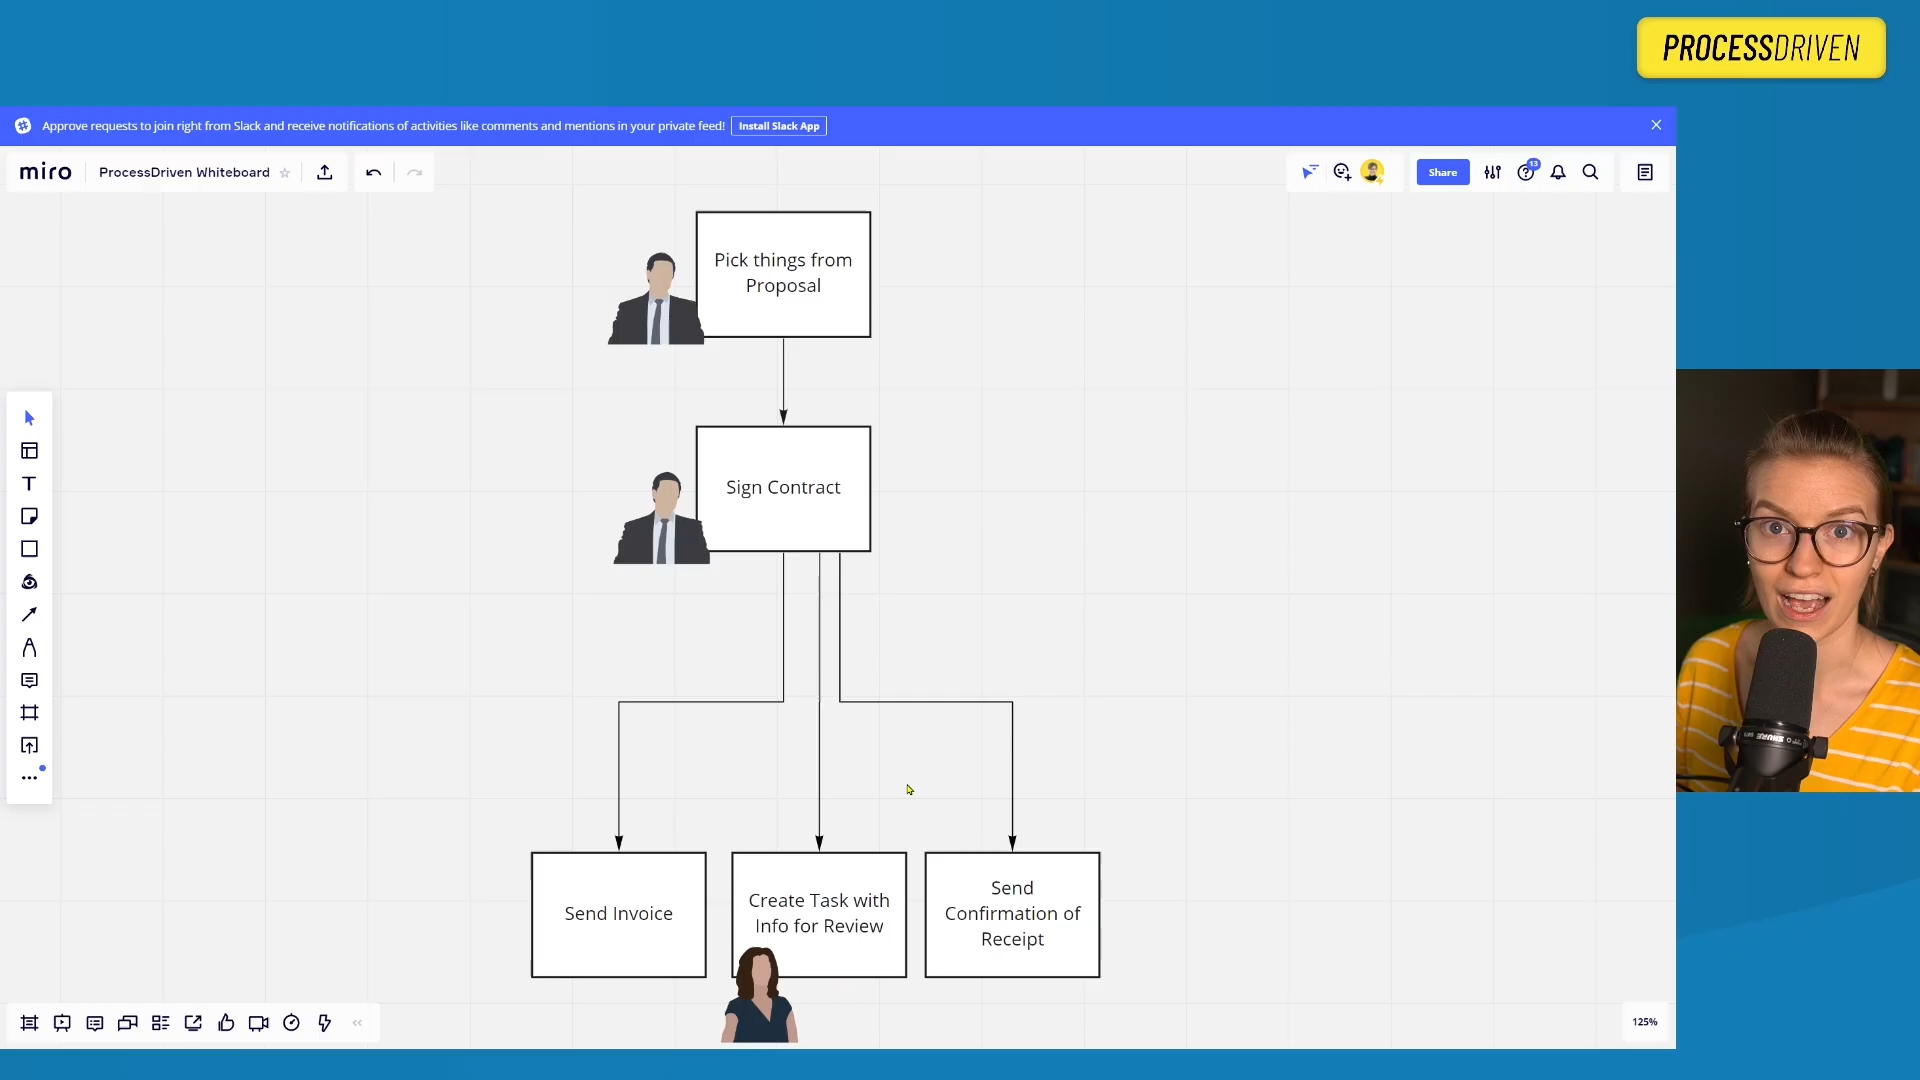 PROCESSDRIVEN
Approve requests to join right from Slack and receive notifications of activities like comments and mentions in your private feed!
Install Slack App
miro
ProcessDriven Whiteboard
Share
13
Pick things from
Proposal
Sign Contract
Send Invoice
Create Task with
Info for Review
Send
Confirmation of
Receipt
SHURE
125%